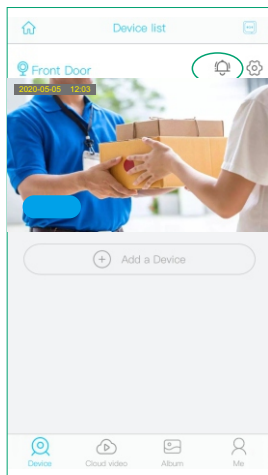 Device list
Front Door
2020-05-05 12:03
Add a Device
Device Cloud video Album Me